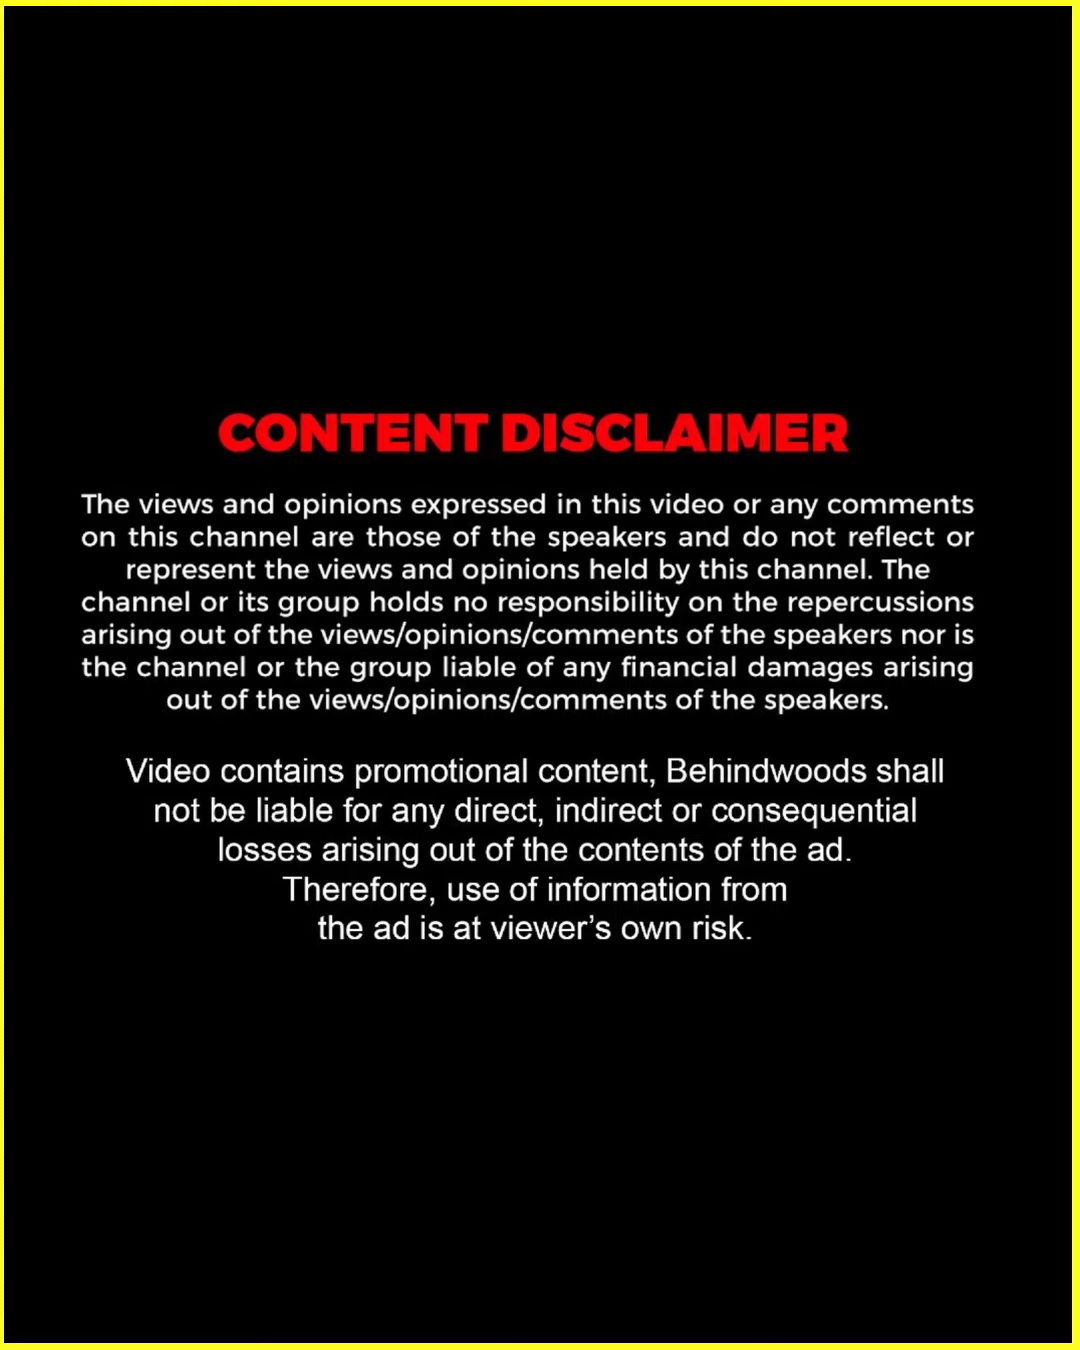 CONTENT DISCLAIMER
The views and opinions expressed in this video or any comments
on this channel are those of the speakers and do not reflect or
represent the views and opinions held by this channel. The
channel or its group holds no responsibility on the repercussions
arising out of the views/opinions/comments of the speakers nor is
the channel or the group liable of any financial damages arising
out of the views/opinions/comments of the speakers.
Video contains promotional content, Behindwoods shall
not be liable for any direct, indirect or consequential
losses arising out of the contents of the ad.
Therefore, use of information from
the ad is at viewer’s own risk.